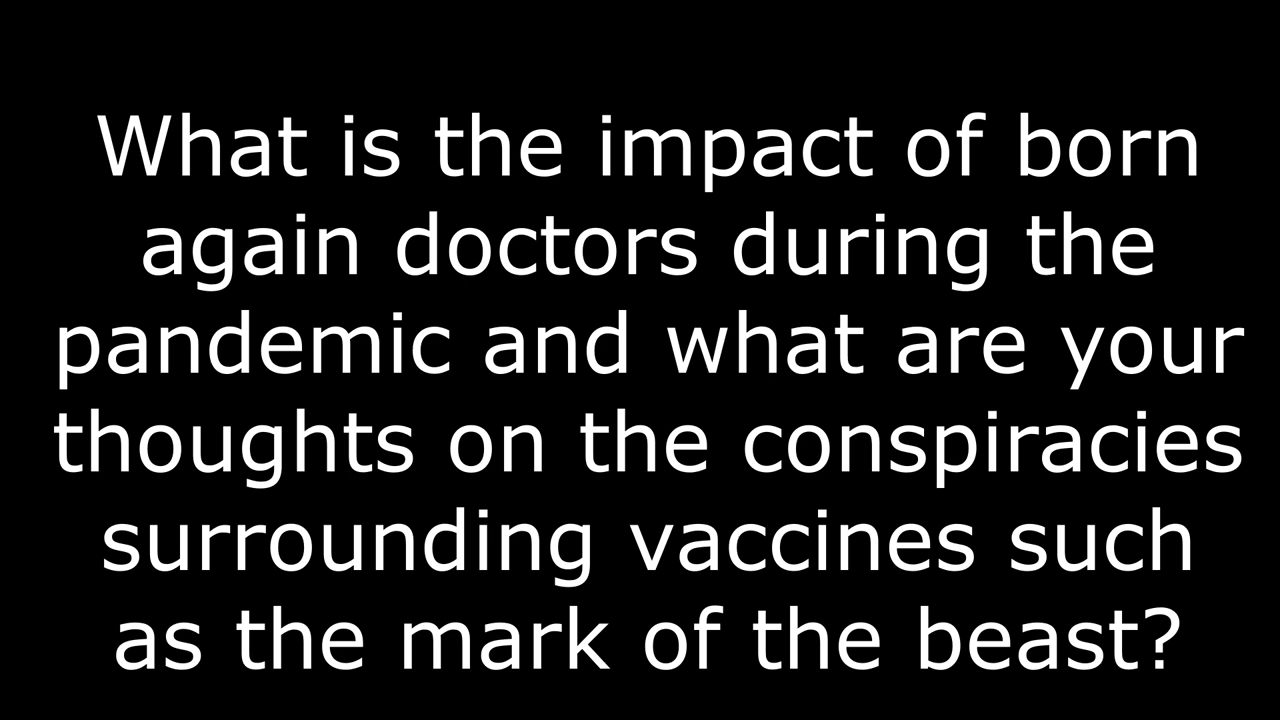 What is the impact of born
again doctors during the
pandemic and what are your
thoughts on the conspiracies
surrounding vaccines such
as the mark of the beast?